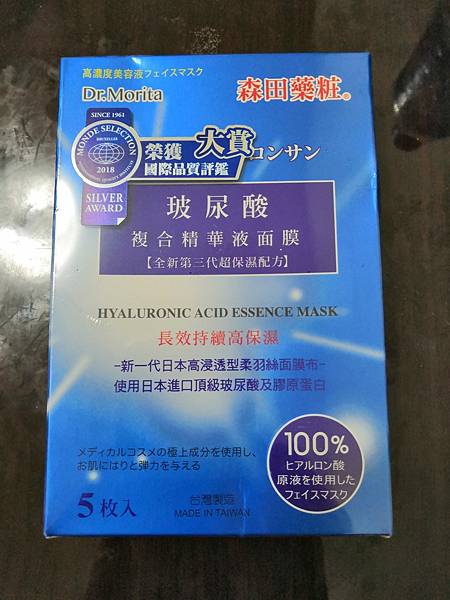 高濃度美容液フェイスマスク
Dr.Morita
森田藥粧®
SINCE 1961
MONDE SELECTION
BRUXELLES
2018
SILVER
AWARD
榮獲大賞
國際品質評鑑
ロンサン
玻尿酸
複合精華液面膜
【全新第三代超保濕配方】
HYALURONIC ACID ESSENCE MASK
長效持續高保濕
-新一代日本高浸透型柔羽絲面膜布-
使用日本進口頂級玻尿酸及膠原蛋白
メディカルコスメの極上成分を使用し、
お肌にはりと弾力を与える
100%
ヒアルロン酸
原液を使用した
フェイスマスク
5枚入
台灣製造
MADE IN TAIWAN